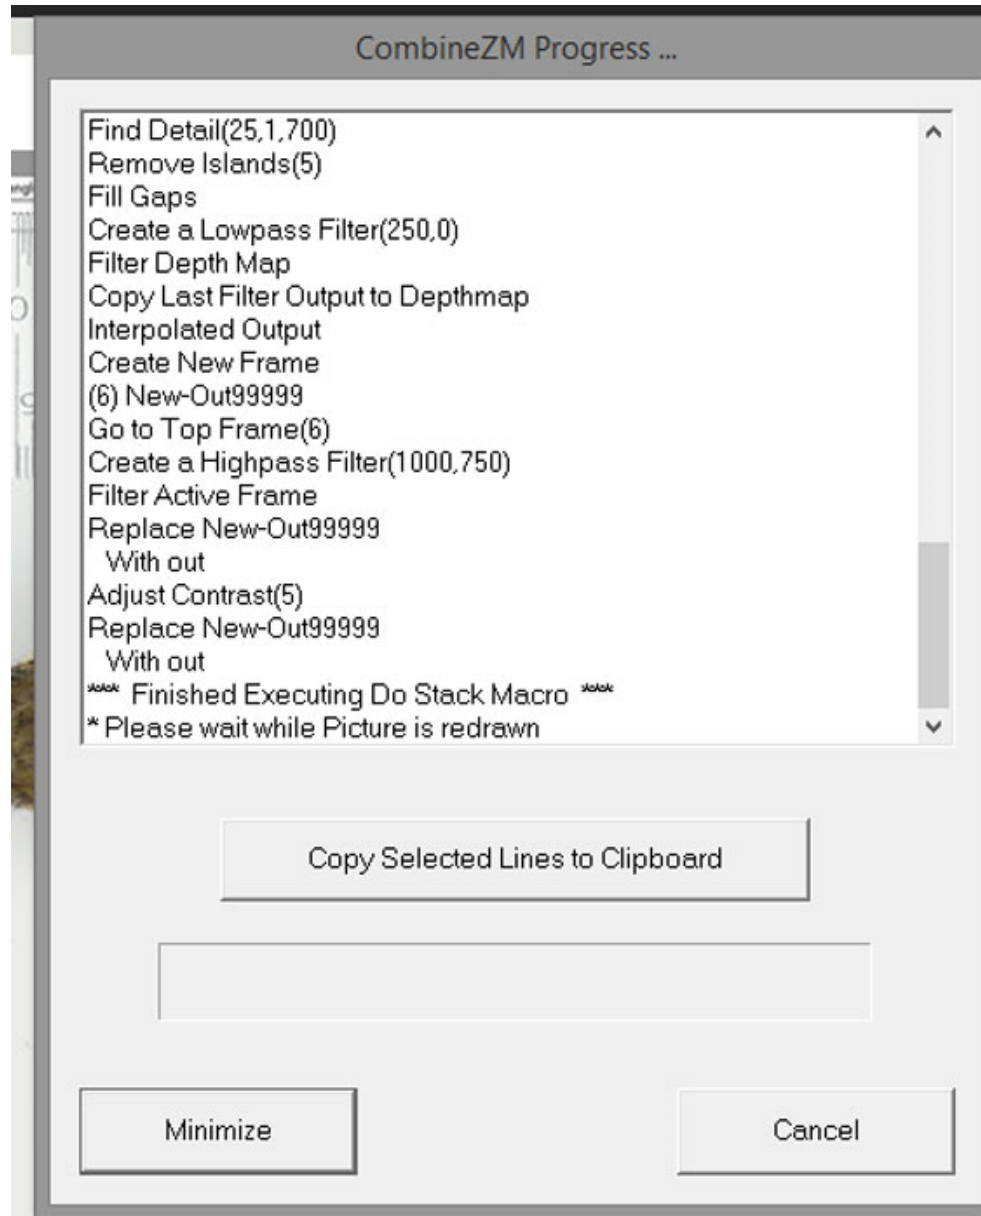 CombineZM Progress ...
Find Detail(25,1,700)
Remove Islands(5)
Fill Gaps
Create a Lowpass Filter(250,0)
Filter Depth Map
Copy Last Filter Output to Depthmap
Interpolated Output
Create New Frame
(6) New-Out99999
Go to Top Frame(6)
Create a Highpass Filter(1000,750)
Filter Active Frame
Replace New-Out99999
With out
Adjust Contrast(5)
Replace New-Out99999
With out
*** Finished Executing Do Stack Macro ***
* Please wait while Picture is redrawn
Copy Selected Lines to Clipboard
Minimize
Cancel